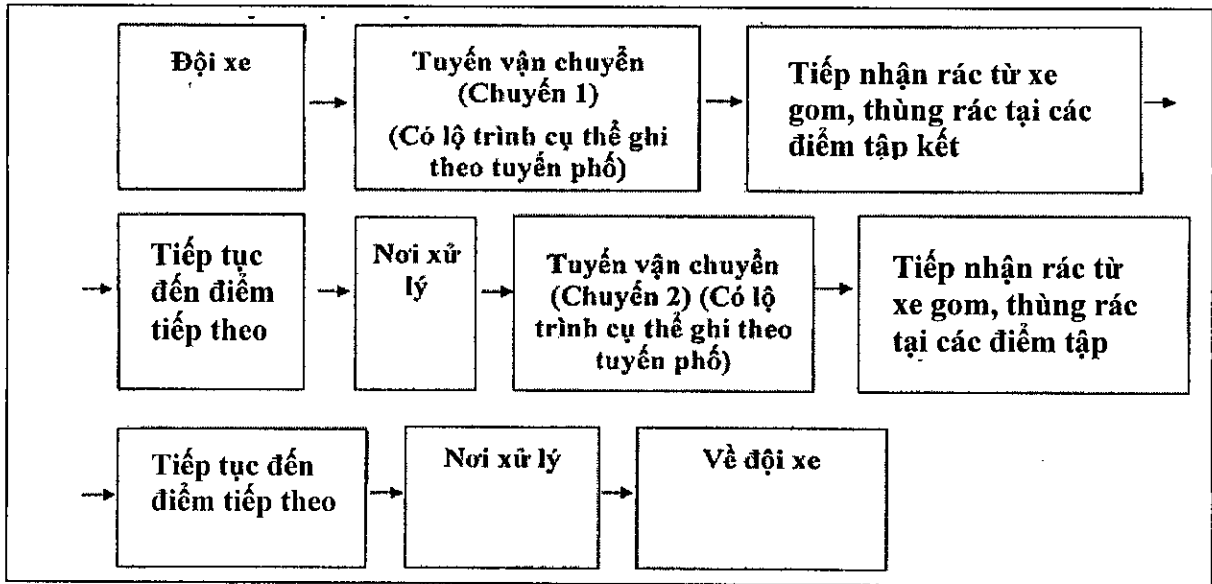 Đội xe
Tuyến vận chuyển
(Chuyến 1)
(Có lộ trình cụ thể ghi
theo tuyến phố)
Tiếp nhận rác từ xe
gom, thùng rác tại các
điểm tập kết
Tiếp tục
đến điểm
tiếp theo
Nơi xử
lý
Tuyến vận chuyển
(Chuyến 2) (Có lộ
trình cụ thể ghi theo
tuyến phố)
Tiếp nhận rác từ
xe gom, thùng rác
tại các điểm tập
Tiếp tục đến
điểm tiếp theo
Nơi xử lý
Về đội xe